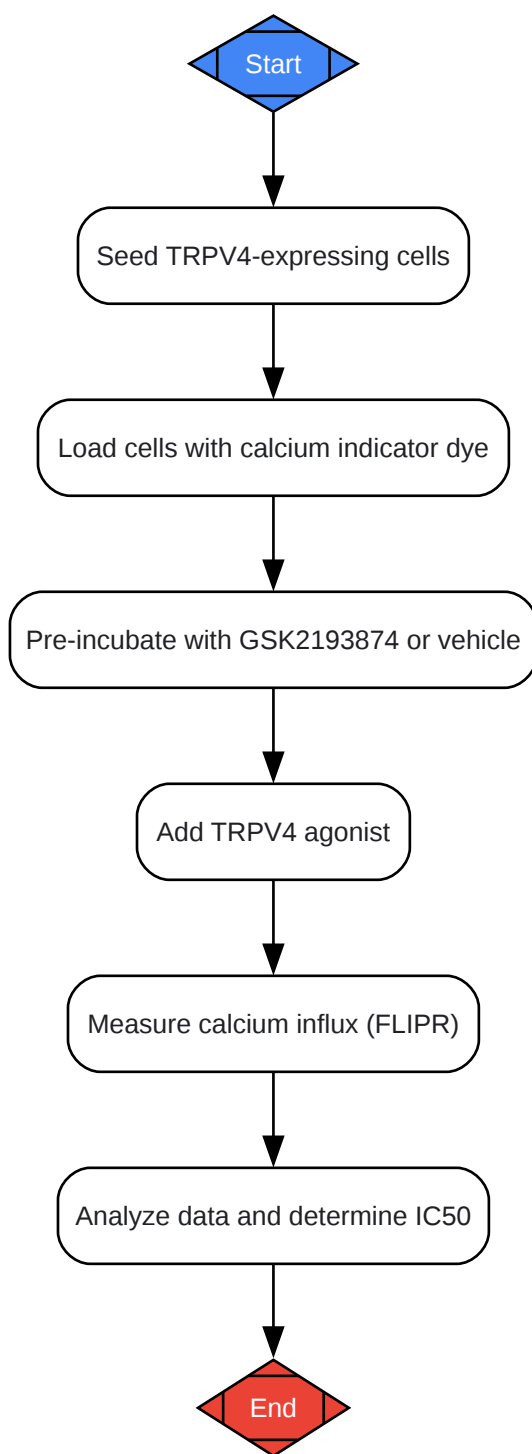 Start
Seed TRPV4-expressing cells
Load cells with calcium indicator dye
Pre-incubate with GSK2193874 or vehicle
Add TRPV4 agonist
Measure calcium influx (FLIPR)
Analyze data and determine IC50
End